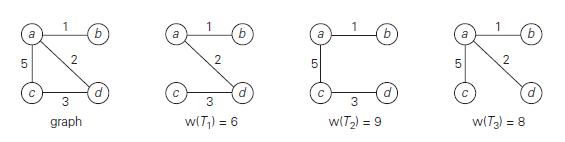 1 1 1 1
a b a b a b a b
5 2 2 5 5 2
c d c d c d c d
3 3 3
graph w(T₁) = 6 w(T₂) = 9 w(T₃) = 8